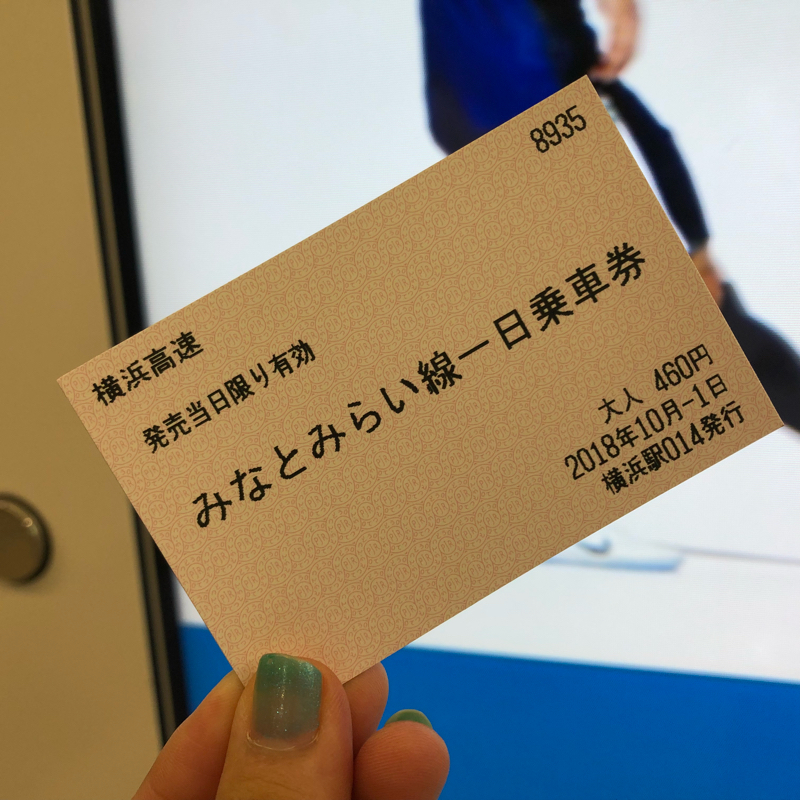 8935
横浜高速
発売当日限り有効
みなとみらい線一日乗車券
大人 460円
2018年10月-1日
横浜駅014発行